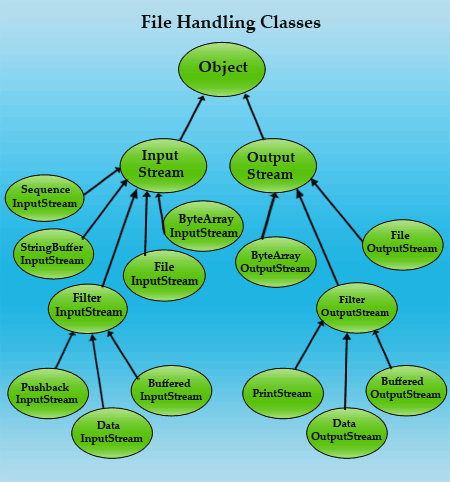 File Handling Classes
Object
Input
Stream
Output
Stream
Sequence
InputStream
StringBuffer
InputStream
ByteArray
InputStream
File
InputStream
ByteArray
OutputStream
File
OutputStream
Filter
InputStream
Filter
OutputStream
Pushback
InputStream
Data
InputStream
Buffered
InputStream
PrintStream
Data
OutputStream
Buffered
OutputStream